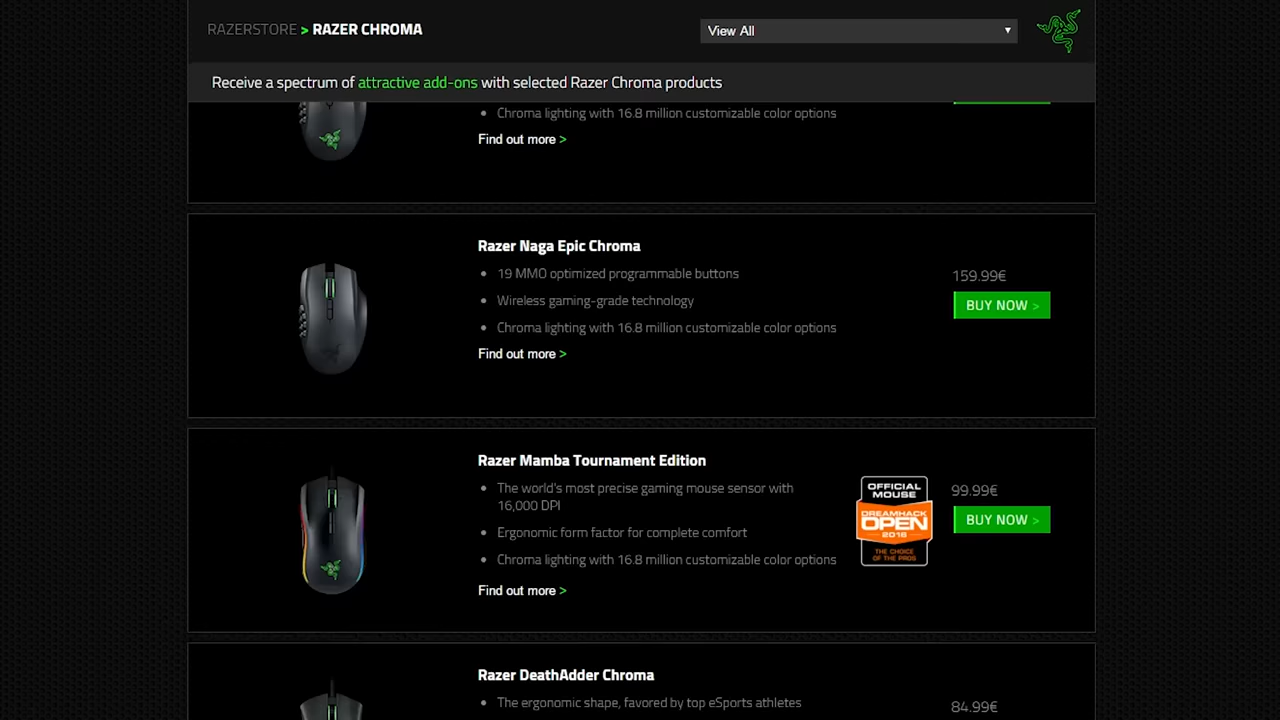 RAZERSTORE > RAZER CHROMA
View All
Receive a spectrum of attractive add-ons with selected Razer Chroma products
Chroma lighting with 16.8 million customizable color options
Find out more >
Razer Naga Epic Chroma
19 MMO optimized programmable buttons
Wireless gaming-grade technology
Chroma lighting with 16.8 million customizable color options
Find out more >
159.99€
BUY NOW >
Razer Mamba Tournament Edition
The world's most precise gaming mouse sensor with
16,000 DPI
Ergonomic form factor for complete comfort
Chroma lighting with 16.8 million customizable color options
Find out more >
OFFICIAL
MOUSE
DREAMHACK
OPEN
2016
THE CHOICE
OF THE PROS
99.99€
BUY NOW >
Razer DeathAdder Chroma
The ergonomic shape, favored by top eSports athletes
84.99€